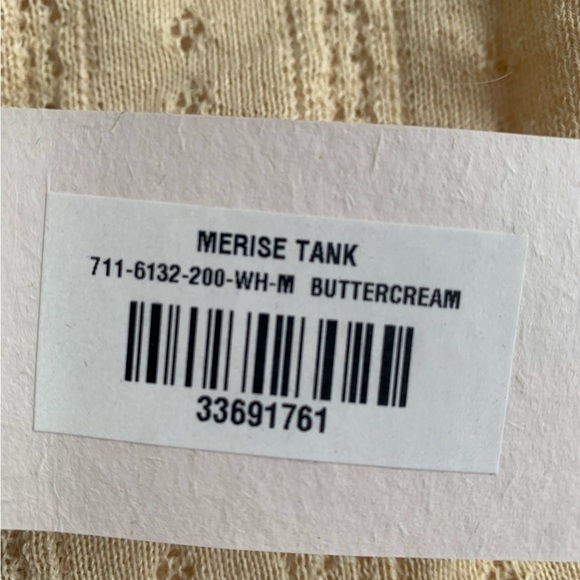 MERISE TANK
711-6132-200-WH-M BUTTERCREAM
33691761